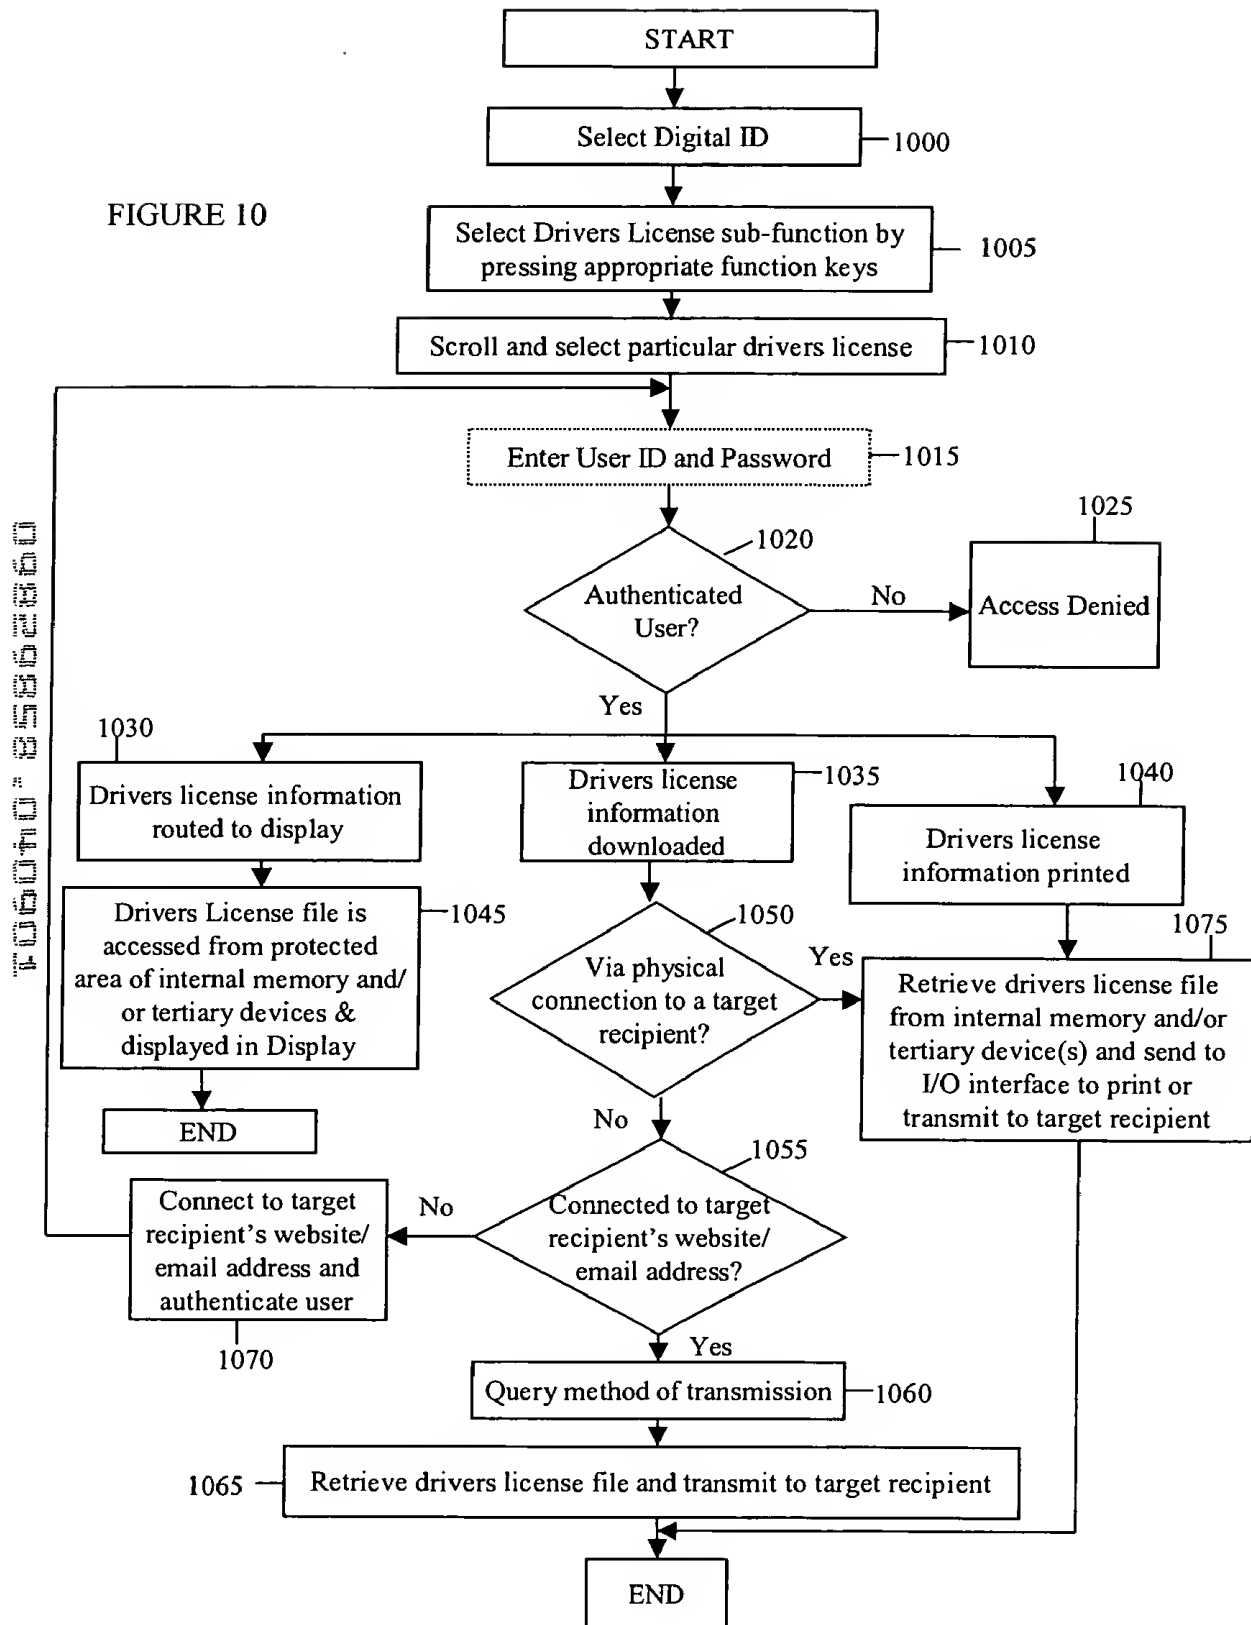 START
Select Digital ID
1000
FIGURE 10
Select Drivers License sub-function by
pressing appropriate function keys
1005
Scroll and select particular drivers license
1010
Enter User ID and Password
1015
1020
1025
Authenticated
User?
No
Access Denied
Yes
1030
Drivers license information
routed to display
1035
Drivers license
information
downloaded
1040
Drivers license
information printed
1045
Drivers License file is
accessed from protected
area of internal memory and/
or tertiary devices &
displayed in Display
END
1050
Via physical
connection to a target
recipient?
Yes
1075
Retrieve drivers license file
from internal memory and/or
tertiary device(s) and send to
I/O interface to print or
transmit to target recipient
No
1055
Connected to target
recipient's website/
email address?
No
Connect to target
recipient's website/
email address and
authenticate user
1070
Yes
Query method of transmission
1060
1065
Retrieve drivers license file and transmit to target recipient
END
09829858.040901